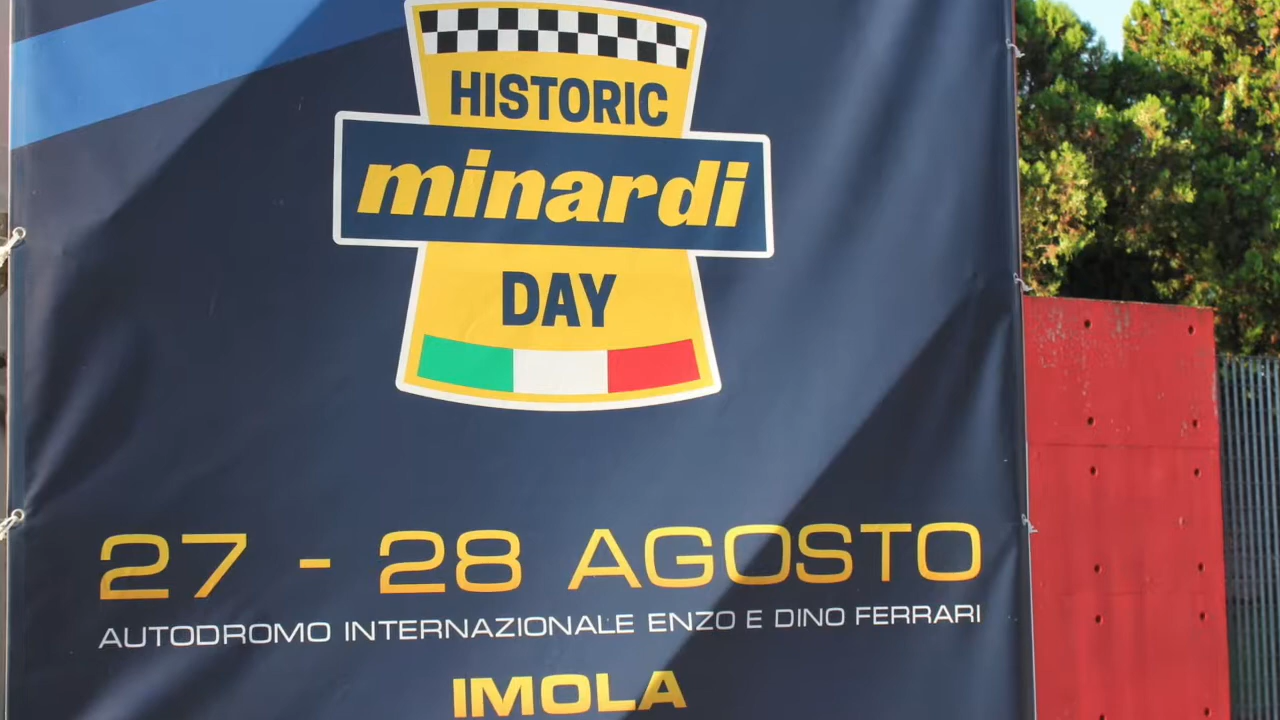 HISTORIC
minardi
DAY
27 - 28 AGOSTO
AUTODROMO INTERNAZIONALE ENZO E DINO FERRARI
IMOLA